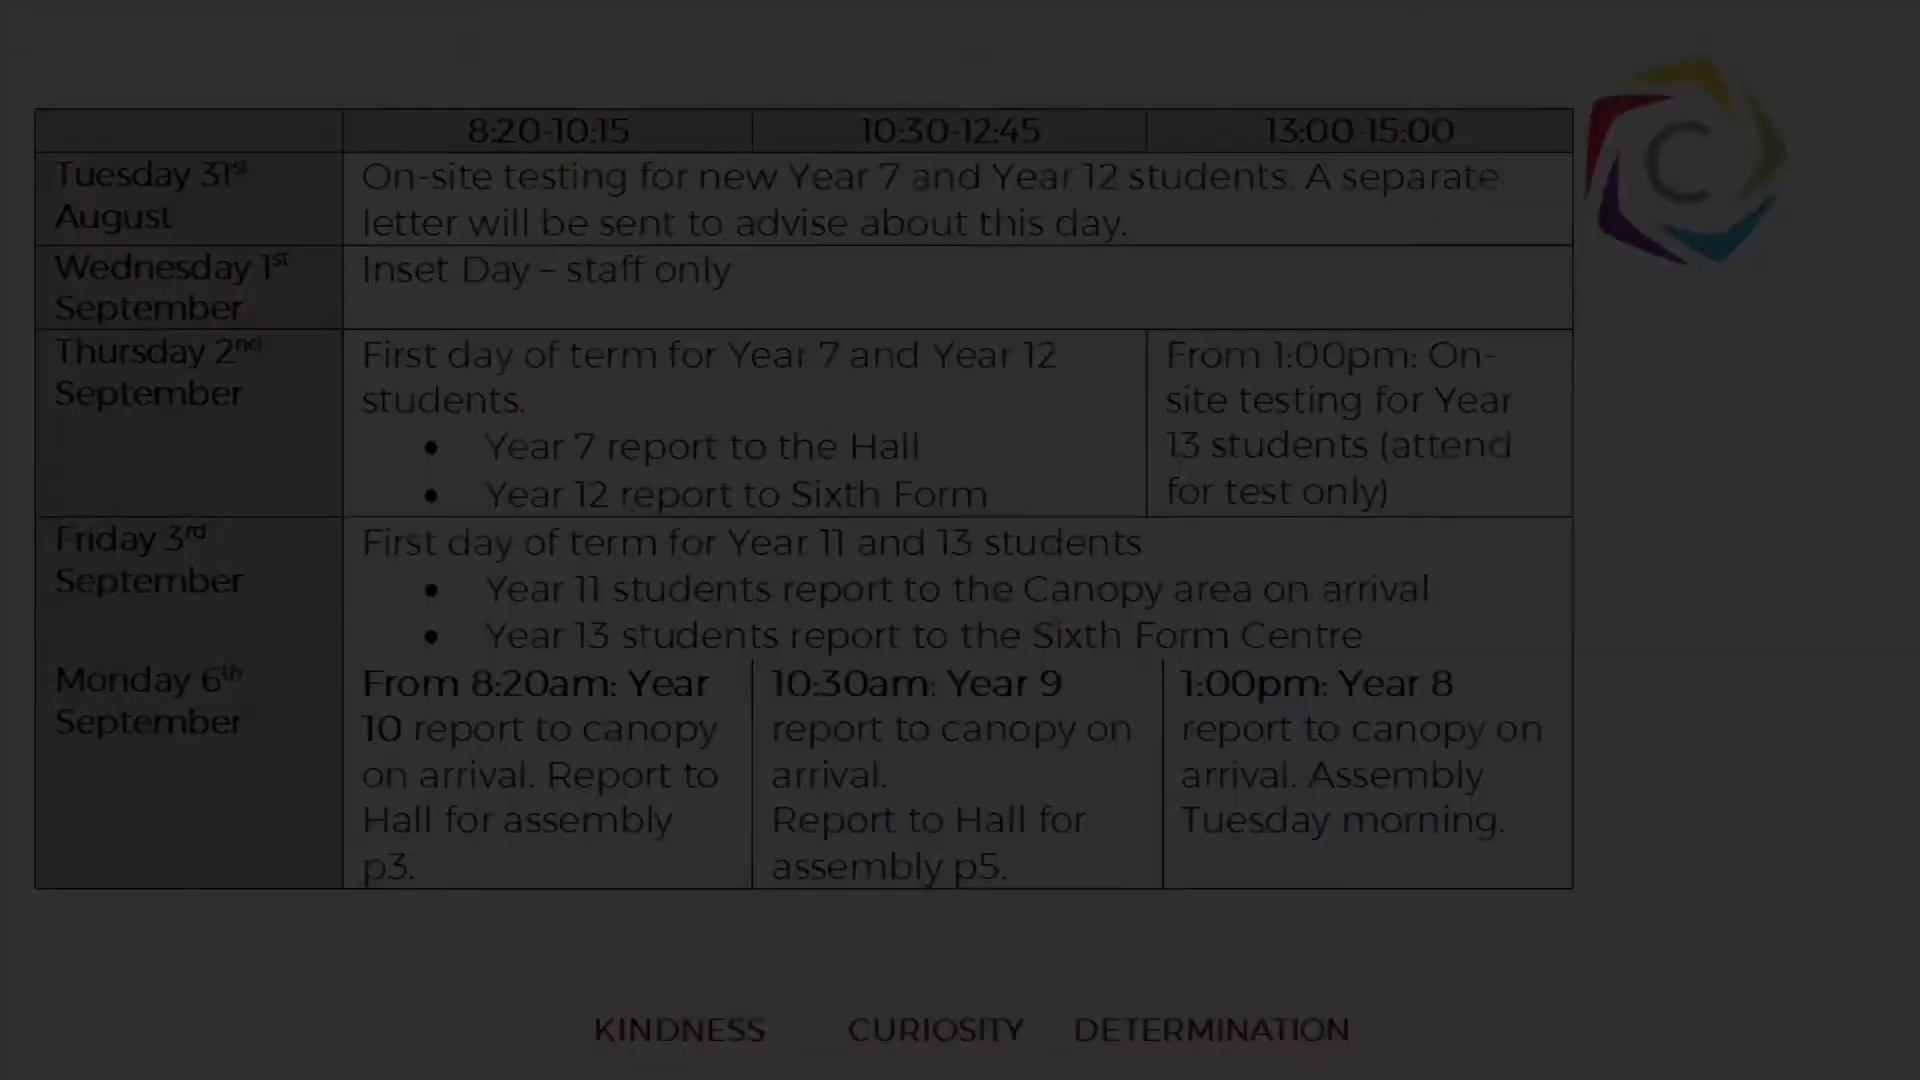 8:20-10:15 10:30-12:45 13:00-15:00
Tuesday 31st
August
On-site testing for new Year 7 and Year 12 students. A separate
letter will be sent to advise about this day.
Wednesday 1st
September
Inset Day – staff only
Thursday 2nd
September
First day of term for Year 7 and Year 12
students.
• Year 7 report to the Hall
• Year 12 report to Sixth Form
From 1:00pm: On-
site testing for Year
13 students (attend
for test only)
Friday 3rd
September
First day of term for Year 11 and 13 students
• Year 11 students report to the Canopy area on arrival
• Year 13 students report to the Sixth Form Centre
Monday 6th
September
From 8:20am: Year
10 report to canopy
on arrival. Report to
Hall for assembly
p3.
10:30am: Year 9
report to canopy on
arrival.
Report to Hall for
assembly p5.
1:00pm: Year 8
report to canopy on
arrival. Assembly
Tuesday morning.
C
KINDNESS CURIOSITY DETERMINATION